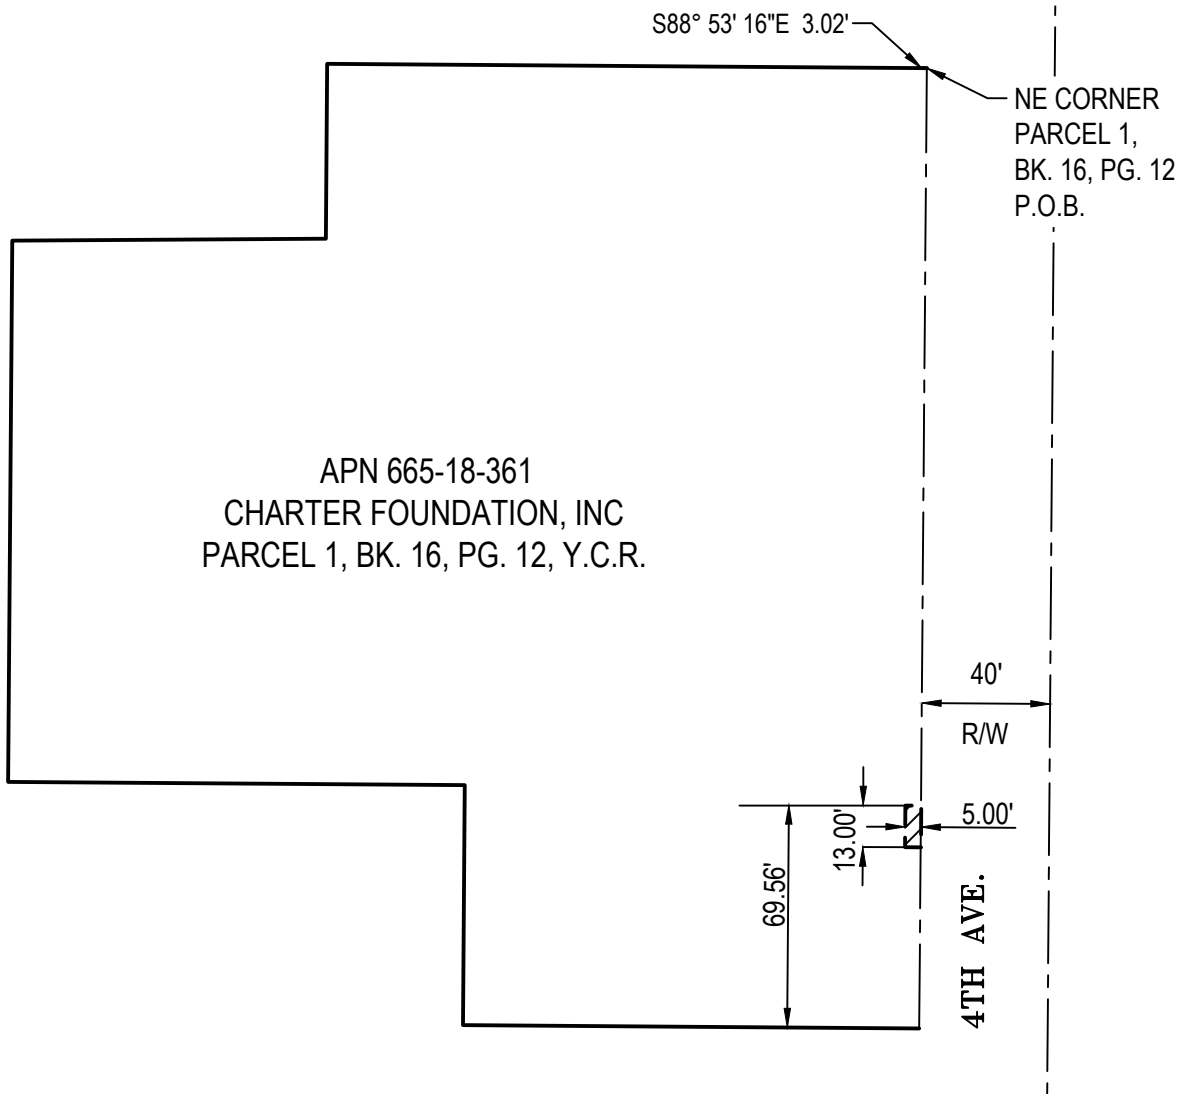 S88° 53' 16"E 3.02'
NE CORNER
PARCEL 1,
BK. 16, PG. 12
P.O.B.
APN 665-18-361
CHARTER FOUNDATION, INC
PARCEL 1, BK. 16, PG. 12, Y.C.R.
40'
R/W
5.00'
13.00'
69.56'
4TH AVE.